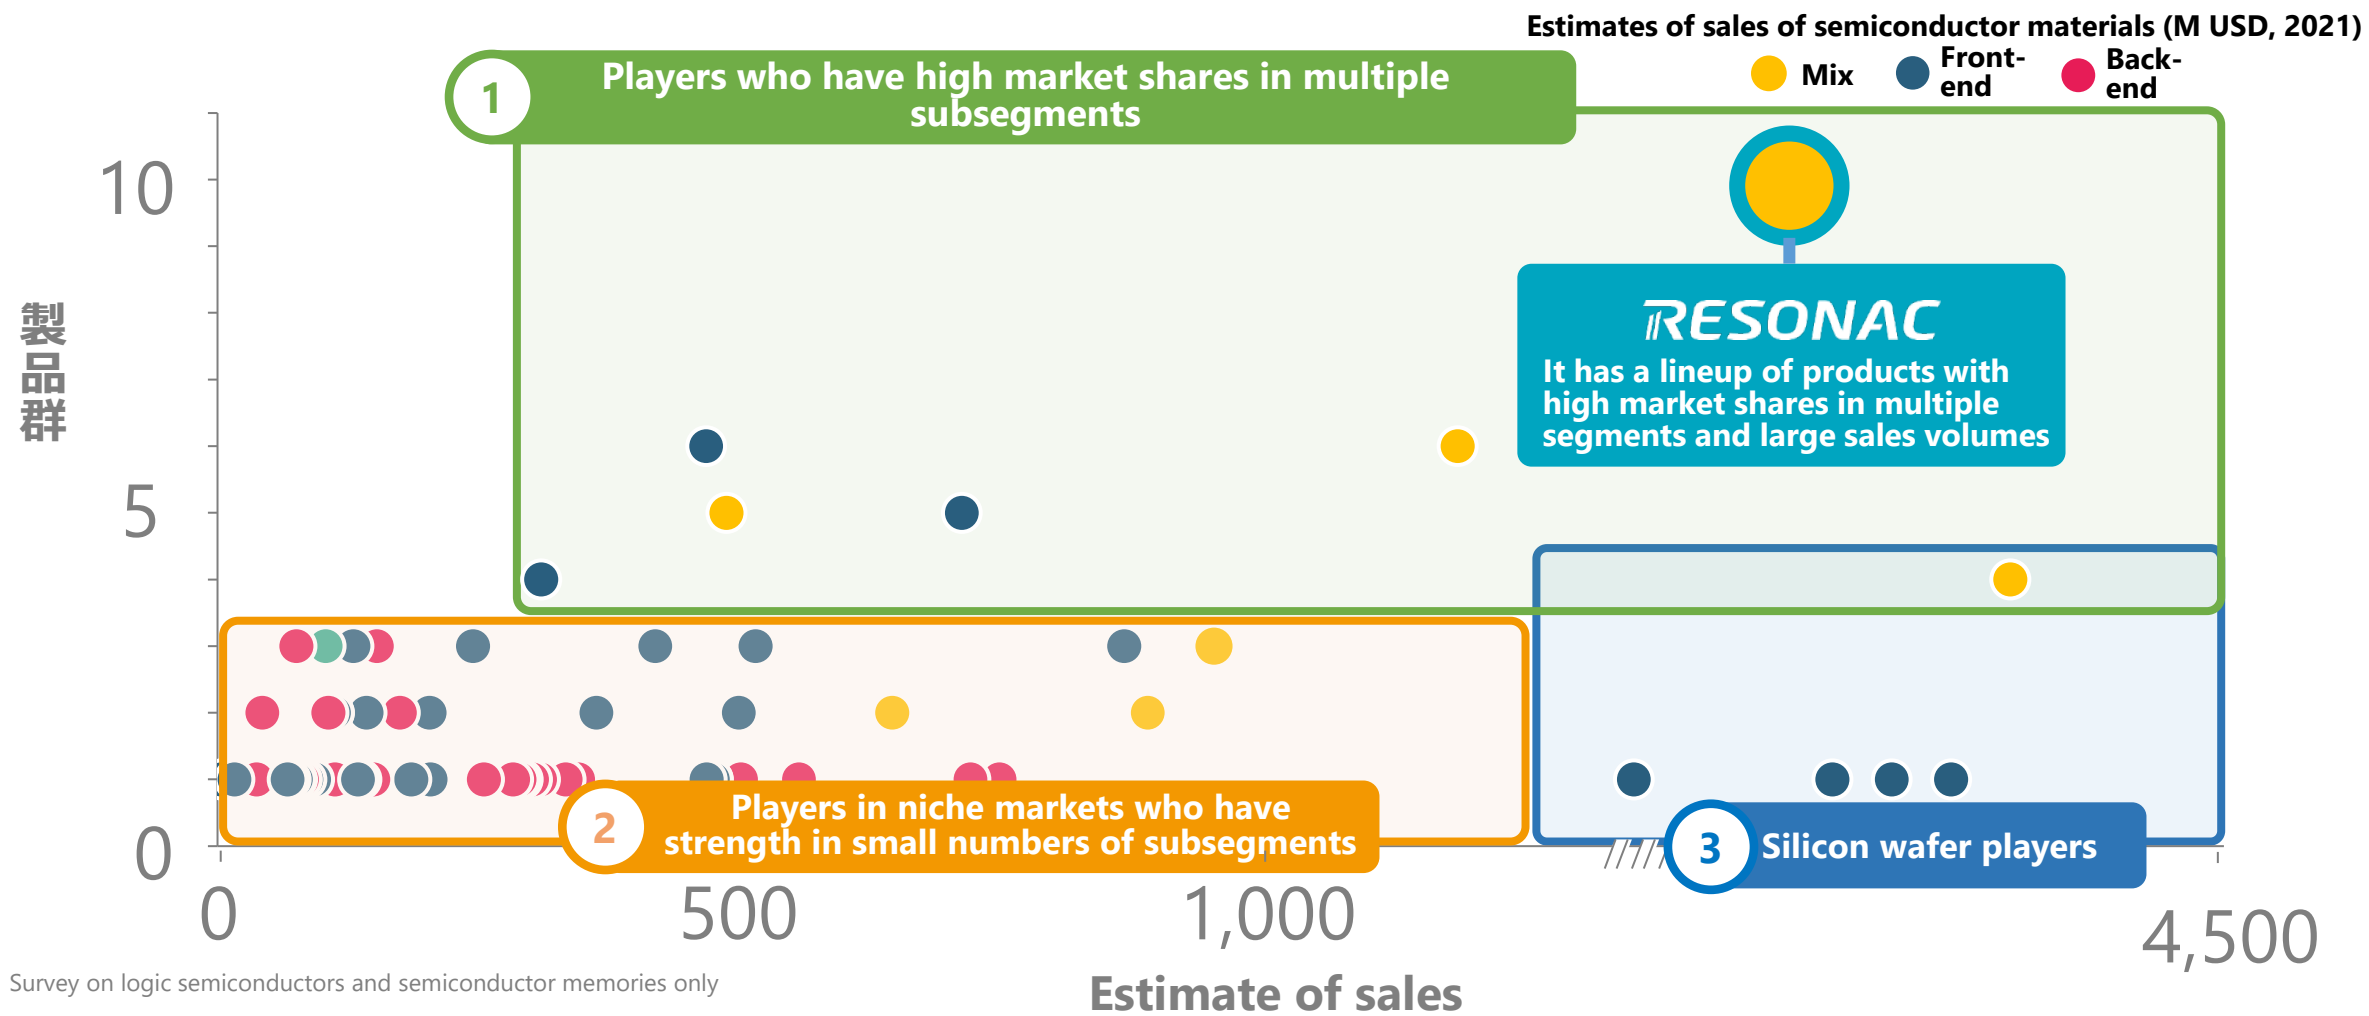 Estimates of sales of semiconductor materials (M USD, 2021)
Mix
Front-
end
Back-
end
1
Players who have high market shares in multiple
subsegments
10
5
0
製品群
RESONAC
It has a lineup of products with
high market shares in multiple
segments and large sales volumes
2
Players in niche markets who have
strength in small numbers of subsegments
3
Silicon wafer players
0
500
1,000
4,500
Estimate of sales
Survey on logic semiconductors and semiconductor memories only